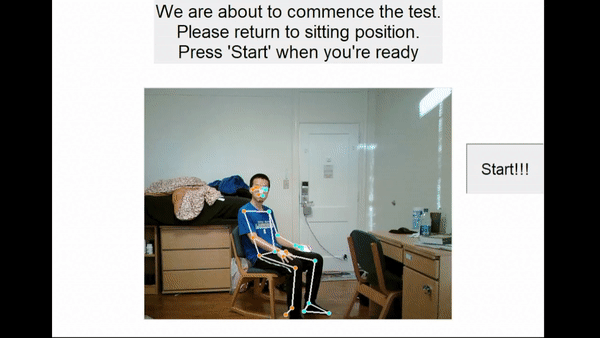 We are about to commence the test.
Please return to sitting position.
Press 'Start' when you're ready
Start!!!